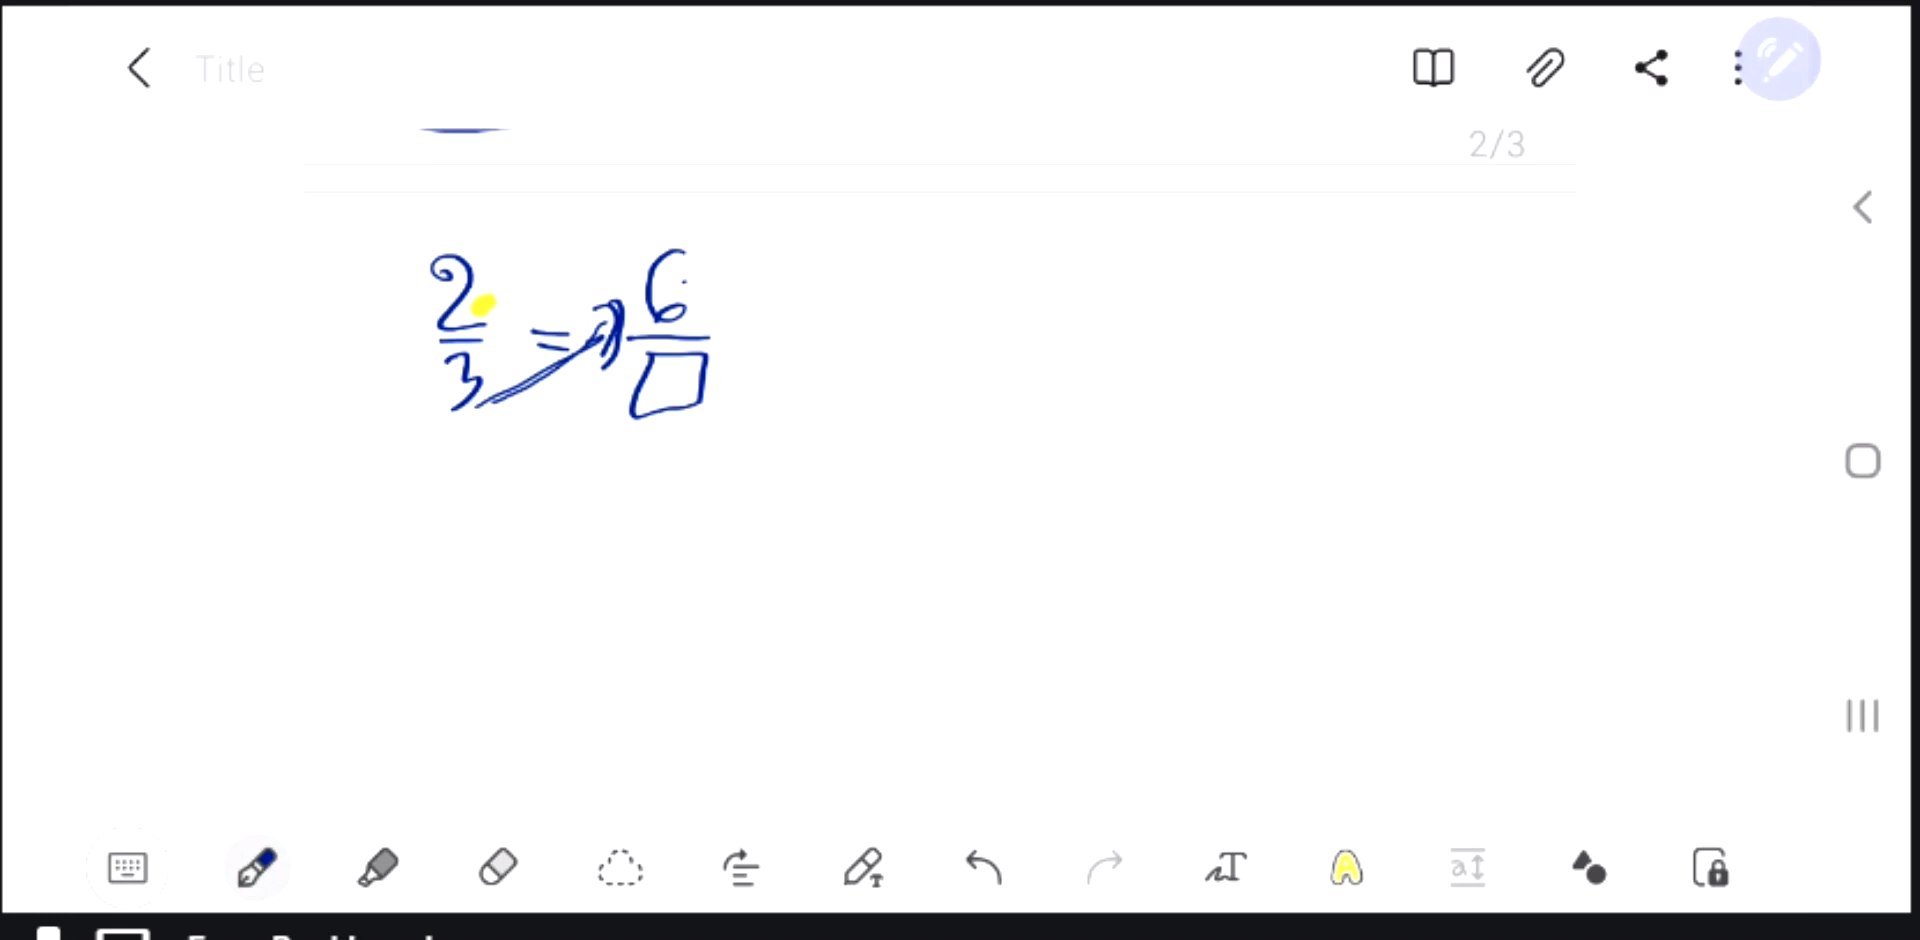 Title
2/3
2/3 = 6/□